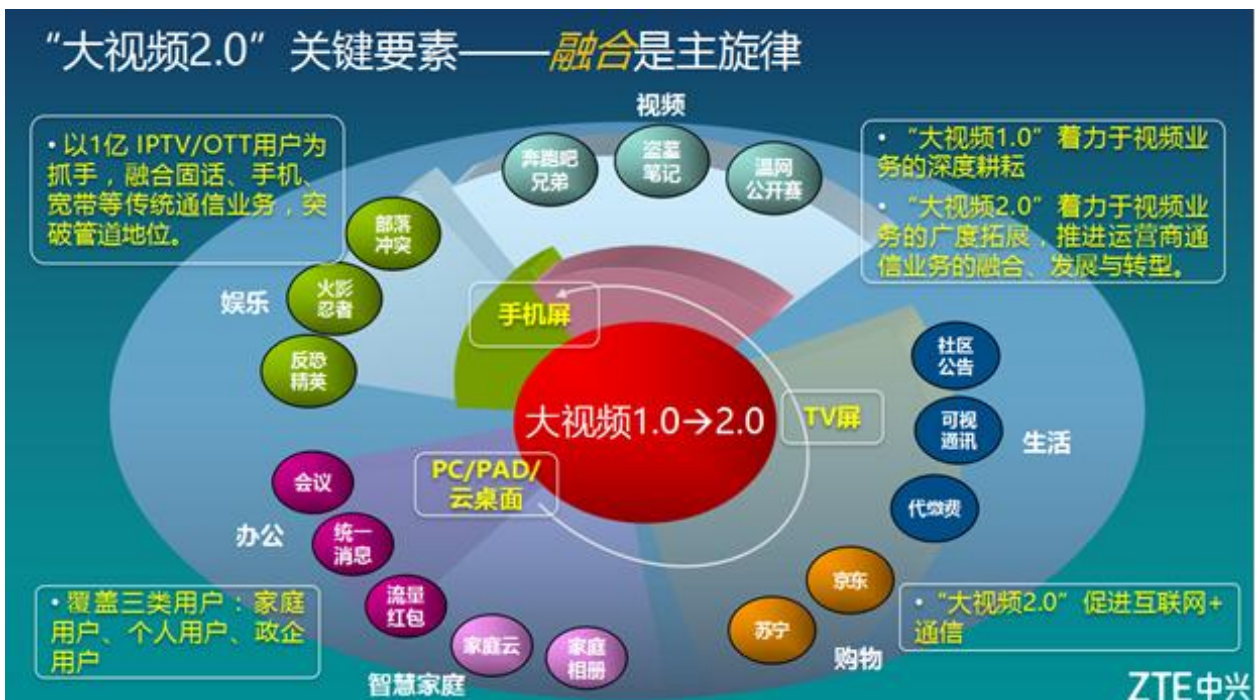 “大视频2.0”关键要素——融合是主旋律
• 以1亿 IPTV/OTT用户为
抓手，融合固话、手机、
宽带等传统通信业务，突
破管道地位。
视频
奔跑吧
兄弟
盗墓
笔记
温网
公开赛
• “大视频1.0”着力于视频业
务的深度耕耘
• “大视频2.0”着力于视频业
务的广度拓展，推进运营商通
信业务的融合、发展与转型。
娱乐
部落
冲突
火影
忍者
反恐
精英
手机屏
大视频1.0→2.0
TV屏
PC/PAD/
云桌面
社区
公告
可视
通讯
代缴费
生活
办公
会议
统一
消息
流量
红包
家庭云
家庭
相册
智慧家庭
京东
苏宁
购物
• 覆盖三类用户：家庭
用户、个人用户、政企
用户
• “大视频2.0”促进互联网+
通信
ZTE中兴